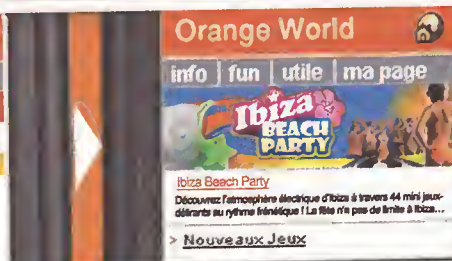 Orange World
info | fun | utile | ma page
Ibiza
BEACH
PARTY
Ibiza Beach Party
Découvrez l'atmosphère électrique d'Ibiza à travers 44 mini jeux-
délirants au rythme frénétique ! La fête n'a pas de limite à Ibiza...
> Nouveaux Jeux